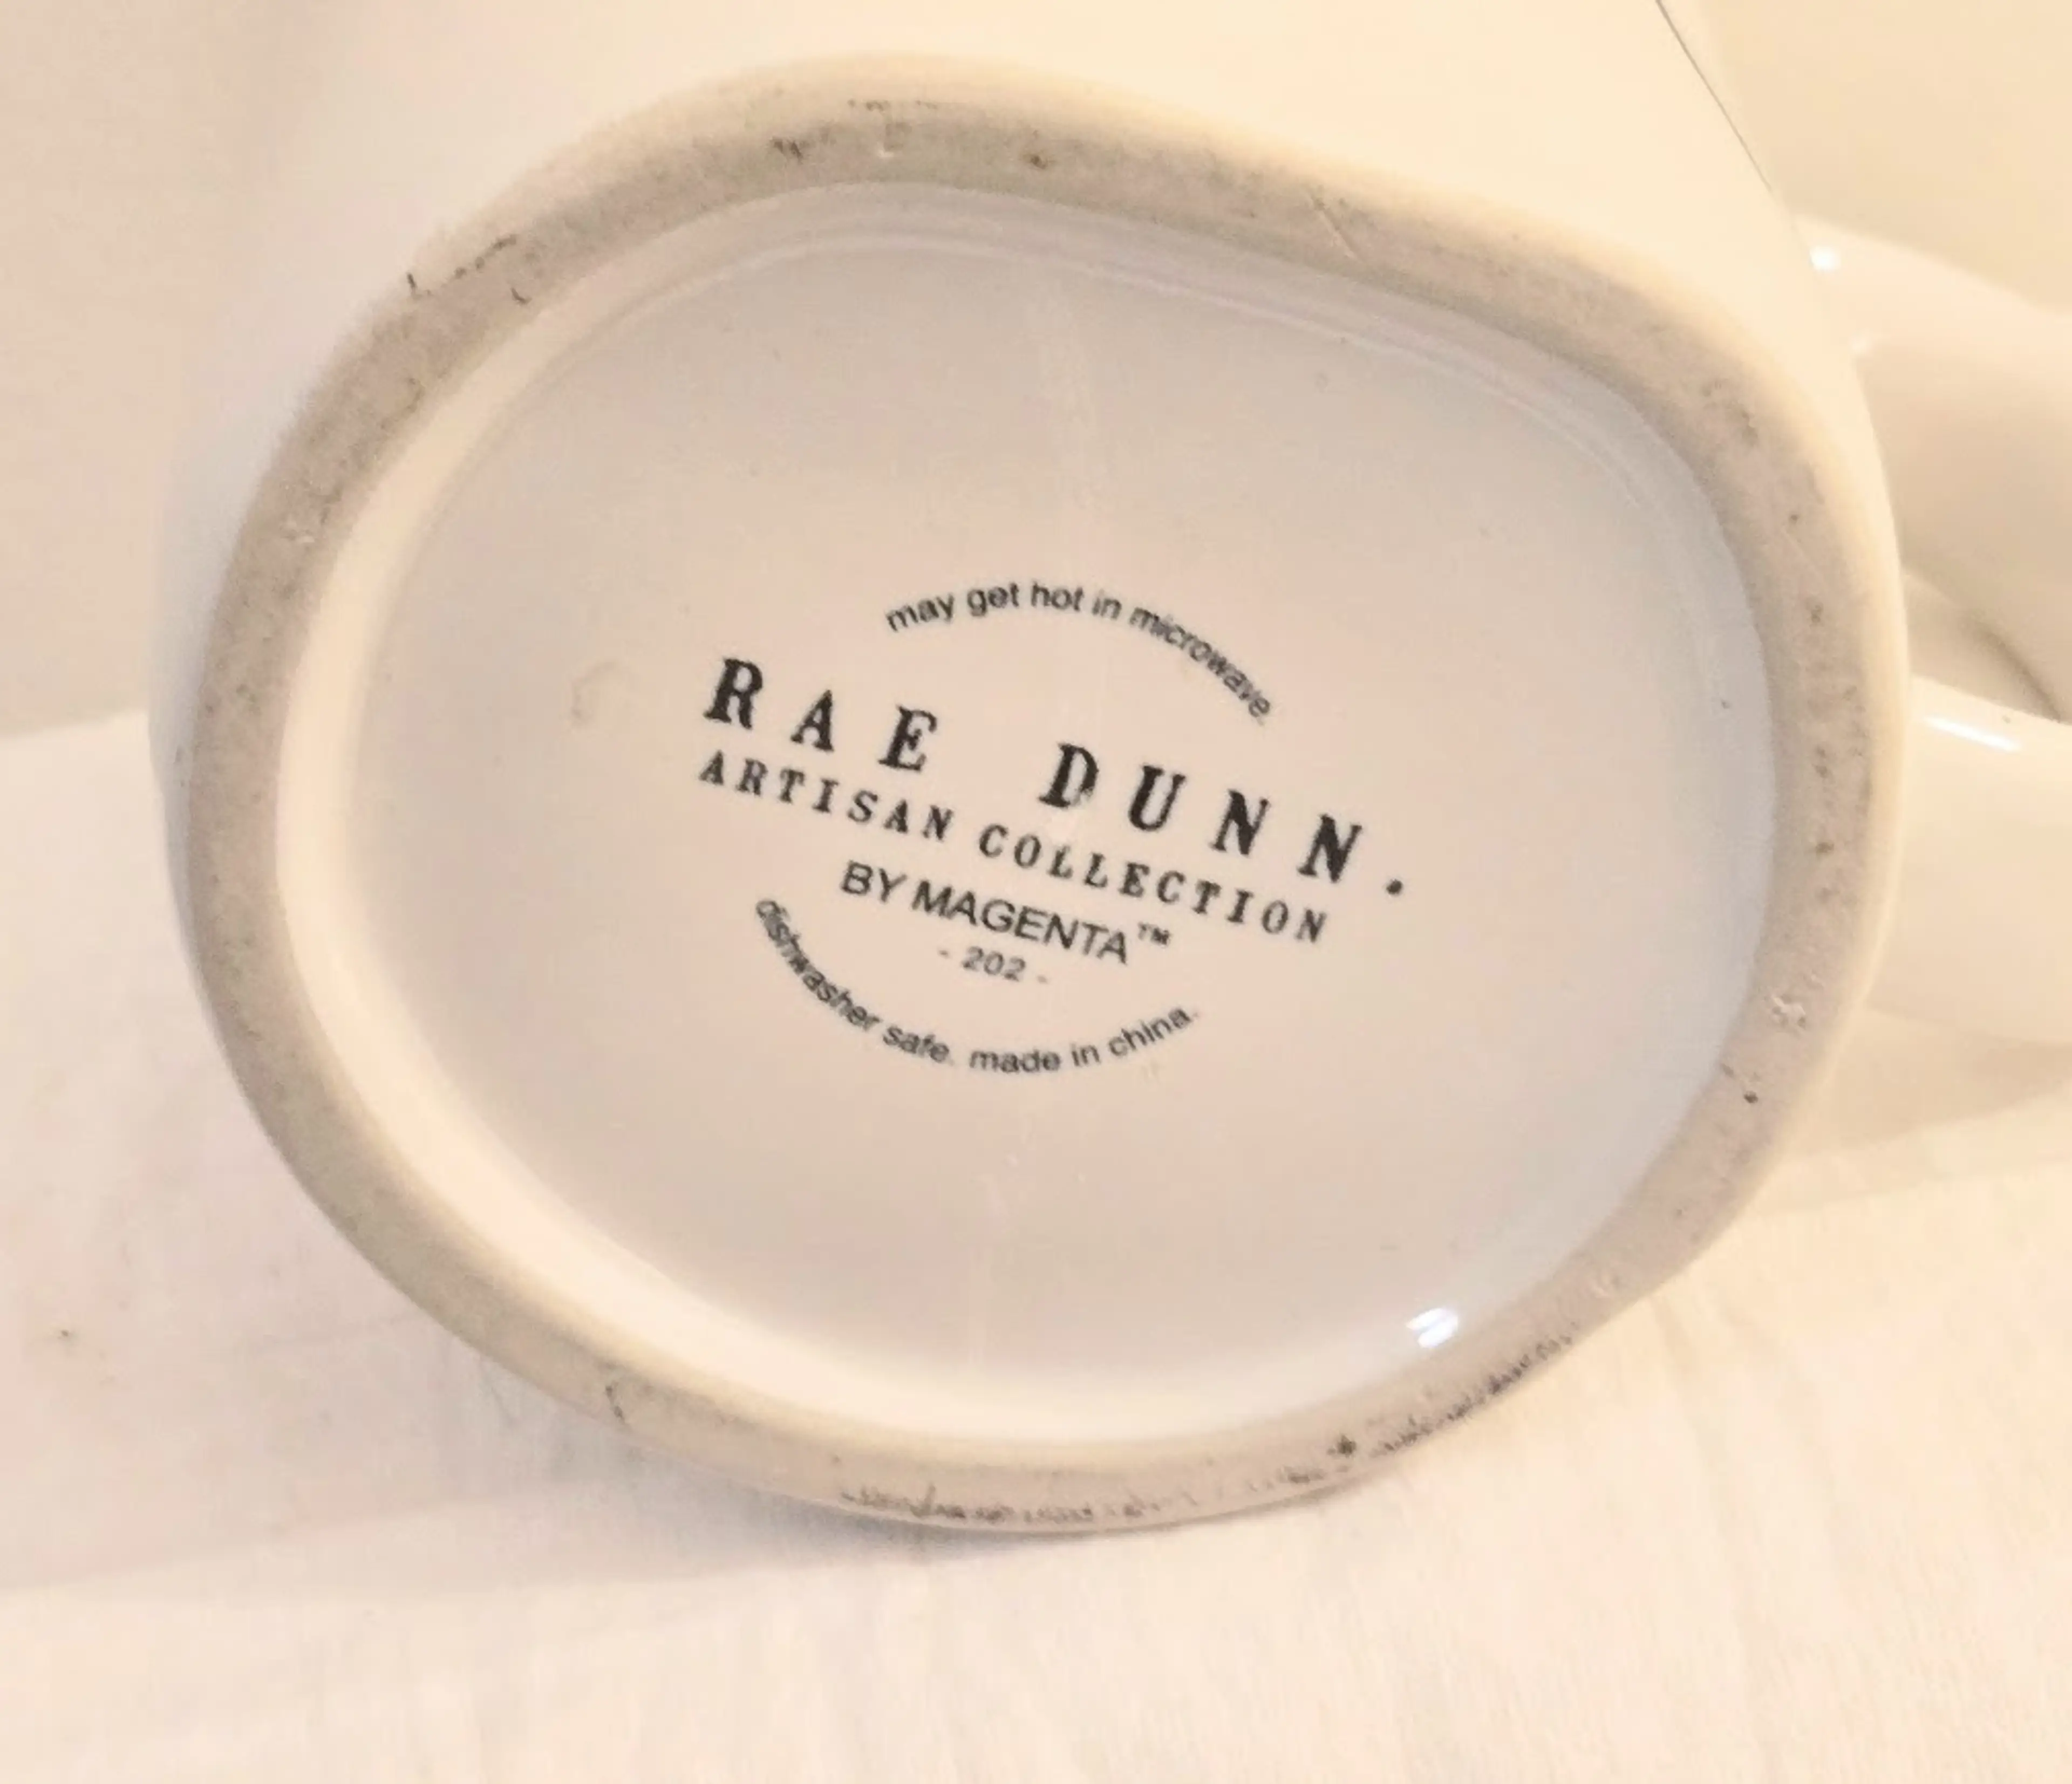 may get hot in microwave.
RAE DUNN.
ARTISAN COLLECTION
BY MAGENTA™
- 202 -
dishwasher safe. made in china.